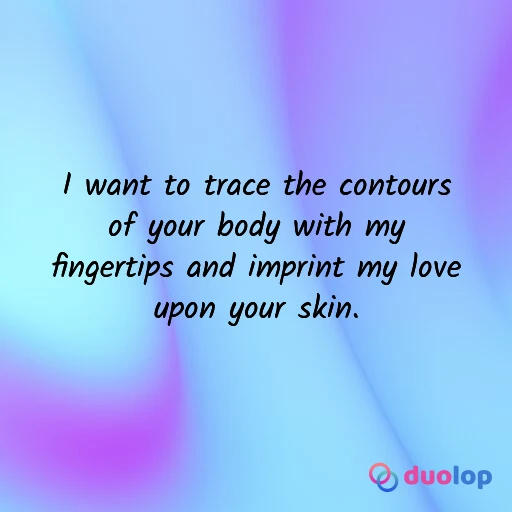 I want to trace the contours
of your body with my
fingertips and imprint my love
upon your skin.
duolop